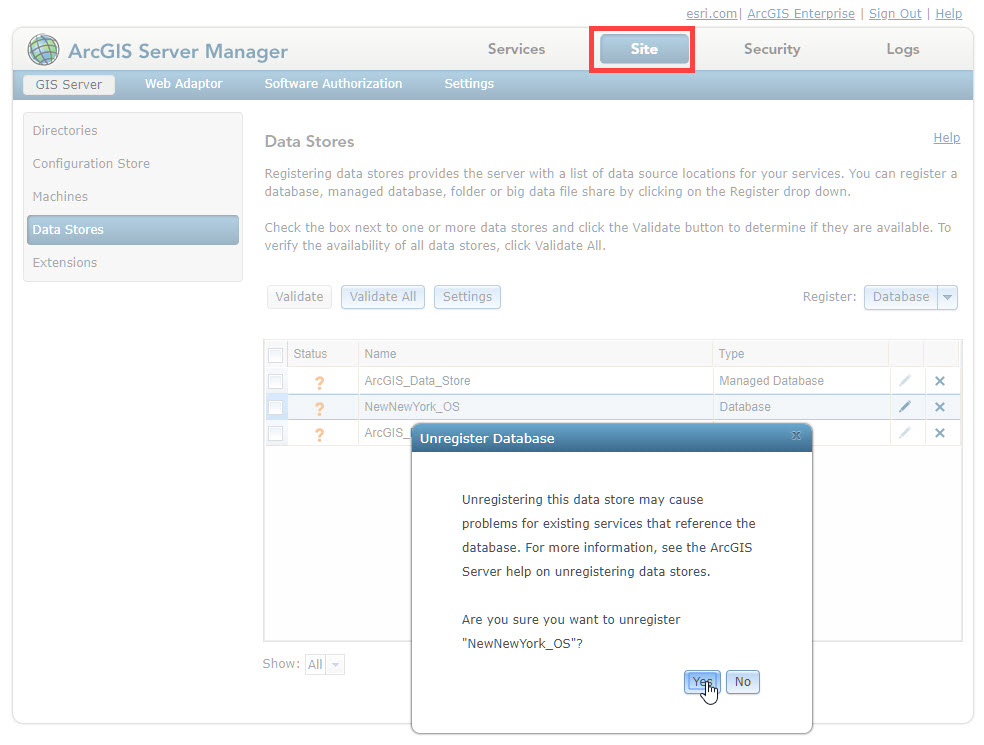 esri.com | ArcGIS Enterprise | Sign Out | Help
ArcGIS Server Manager
Services Site Security Logs
GIS Server Web Adaptor Software Authorization Settings
Directories
Configuration Store
Machines
Data Stores
Extensions
Data Stores Help
Registering data stores provides the server with a list of data source locations for your services. You can register a
database, managed database, folder or big data file share by clicking on the Register drop down.
Check the box next to one or more data stores and click the Validate button to determine if they are available. To
verify the availability of all data stores, click Validate All.
Validate Validate All Settings Register: Database
Status Name Type
? ArcGIS_Data_Store Managed Database
? NewNewYork_OS Database
? ArcGIS_
Unregister Database x
Unregistering this data store may cause
problems for existing services that reference the
database. For more information, see the ArcGIS
Server help on unregistering data stores.
Are you sure you want to unregister
"NewNewYork_OS"?
Show: All
Yes No